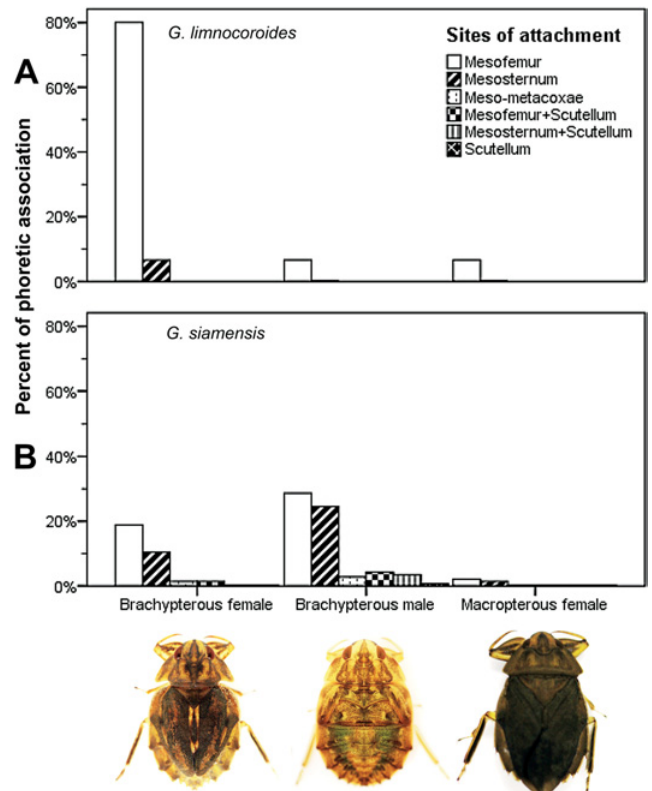 80%
G. limnocoroides
Sites of attachment
A
Mesofemur
Mesosternum
Meso-metacoxae
60%
Mesofemur+Scutellum
Mesosternum+Scutellum
Scutellum
40%
20%
0%
Percent of phoretic association
80%
G. siamensis
60%
40%
B
20%
0%
Brachypterous female
Brachypterous male
Macropterous female